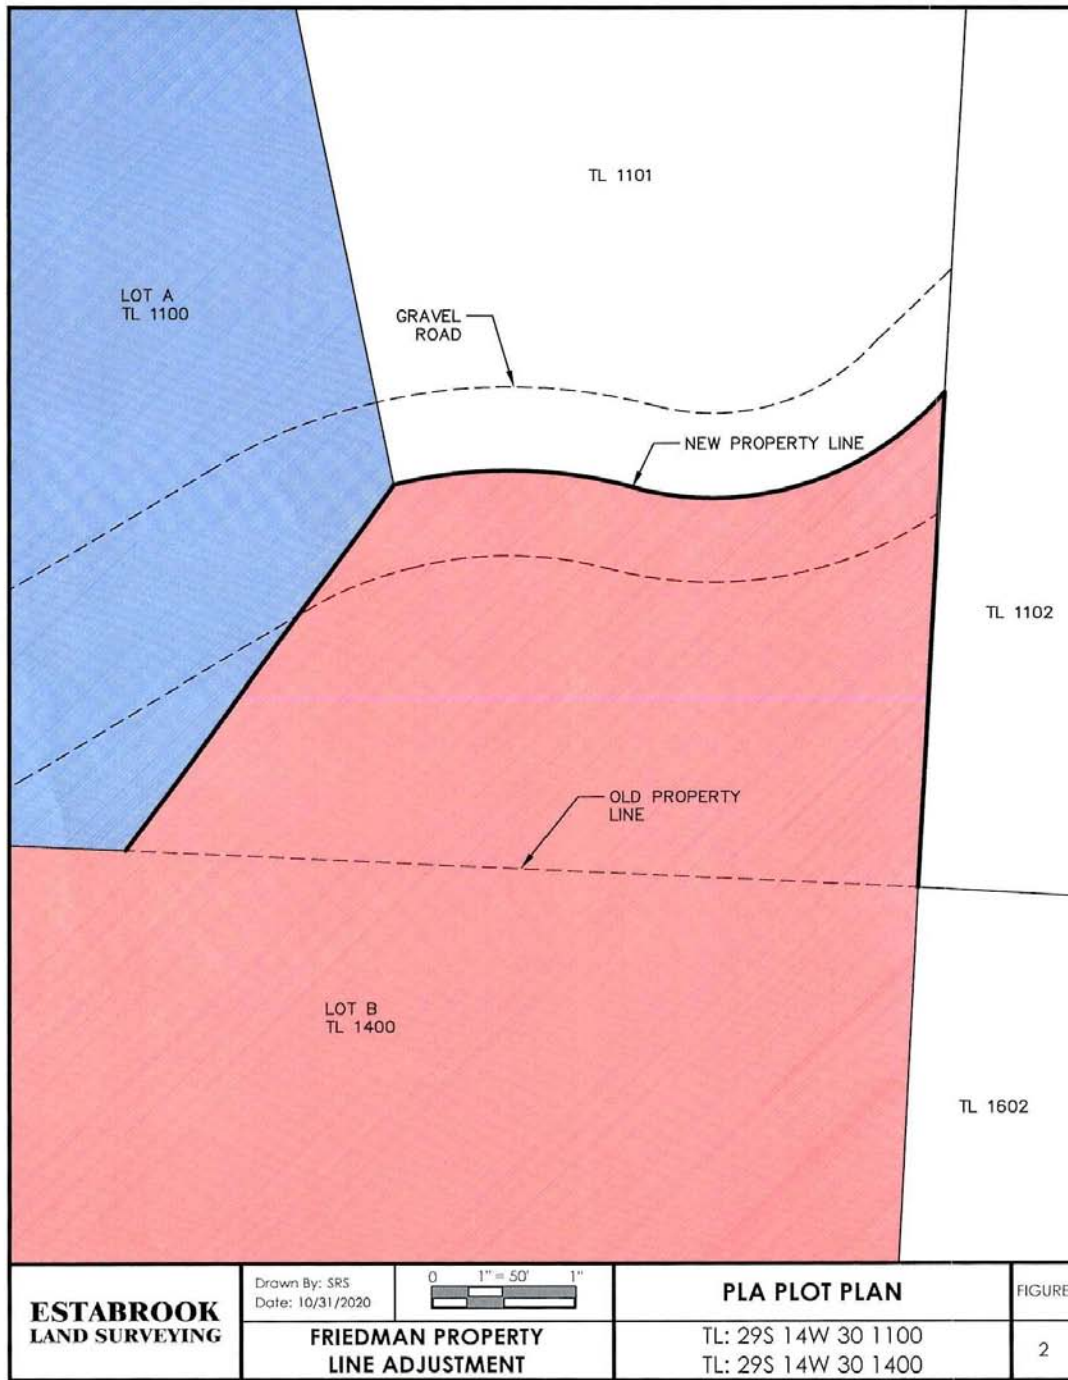 TL 1101
LOT A
TL 1100
GRAVEL
ROAD
NEW PROPERTY LINE
TL 1102
OLD PROPERTY
LINE
LOT B
TL 1400
TL 1602
ESTABROOK
LAND SURVEYING
Drawn By: SRS
Date: 10/31/2020
0 1" = 50' 1"
FRIEDMAN PROPERTY
LINE ADJUSTMENT
PLA PLOT PLAN
TL: 29S 14W 30 1100
TL: 29S 14W 30 1400
FIGURE
2